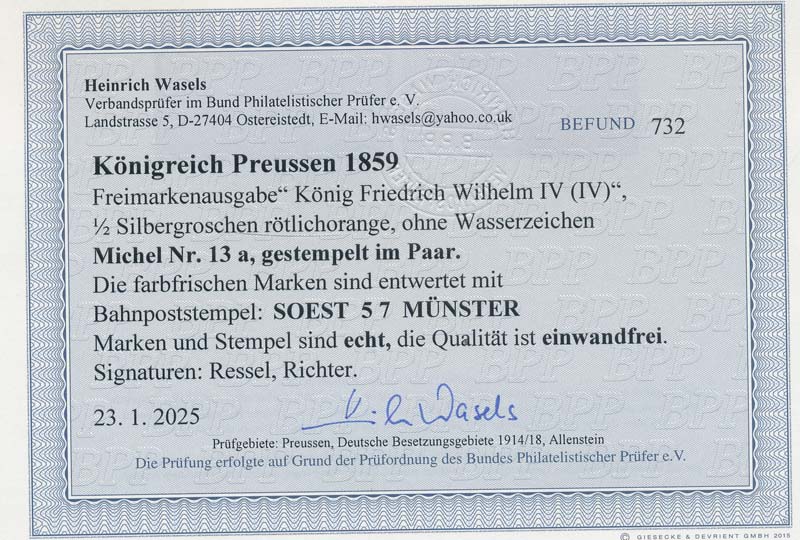 Heinrich Wasels
Verbandsprüfer im Bund Philatelistischer Prüfer e. V.
Landstrasse 5, D-27404 Ostereistedt, E-Mail: hwasels@yahoo.co.uk
BEFUND 732
Königreich Preussen 1859
Freimarkenausgabe“ König Friedrich Wilhelm IV (IV)“,
½ Silbergroschen rötlichorange, ohne Wasserzeichen
Michel Nr. 13 a, gestempelt im Paar.
Die farbfrischen Marken sind entwertet mit
Bahnpoststempel: SOEST 5 7 MÜNSTER
Marken und Stempel sind echt, die Qualität ist einwandfrei.
Signaturen: Ressel, Richter.
23. 1. 2025
Wasels
Prüfgebiete: Preussen, Deutsche Besetzungsgebiete 1914/18, Allenstein
Die Prüfung erfolgte auf Grund der Prüfordnung des Bundes Philatelistischer Prüfer e.V.
© GIESECKE & DEVRIENT GMBH 2015